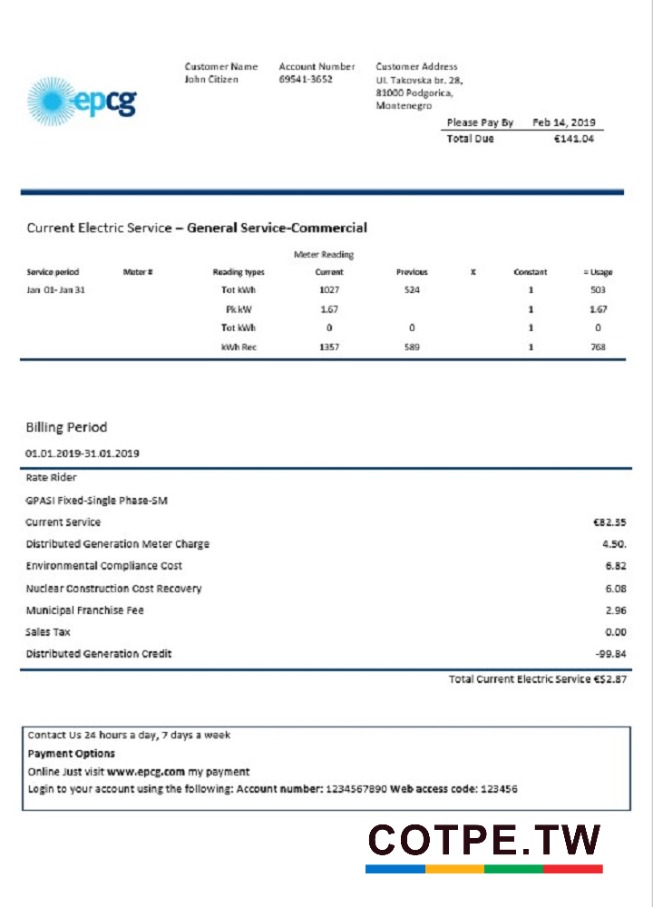 epcg
Customer Name Account Number Customer Address
John Citizen 69541-3652 Ul. Takovska br. 28,
81000 Podgorica,
Montenegro
Please Pay By Feb 14, 2019
Total Due €141.04
Current Electric Service – General Service-Commercial
Meter Reading
Service period Meter # Reading types Current Previous X Constant = Usage
Jan 01- Jan 31 Tot kWh 1027 524 1 503
Pk kW 1.67 1 1.67
Tot kWh 0 0 1 0
kWh Rec 1357 589 1 768
Billing Period
01.01.2019-31.01.2019
Rate Rider
GPASI Fixed-Single Phase-SM
Current Service €82.35
Distributed Generation Meter Charge 4.50.
Environmental Compliance Cost 6.82
Nuclear Construction Cost Recovery 6.08
Municipal Franchise Fee 2.96
Sales Tax 0.00
Distributed Generation Credit -99.84
Total Current Electric Service €52.87
Contact Us 24 hours a day, 7 days a week
Payment Options
Online Just visit www.epcg.com my payment
Login to your account using the following: Account number: 1234567890 Web access code: 123456
COTPE.TW